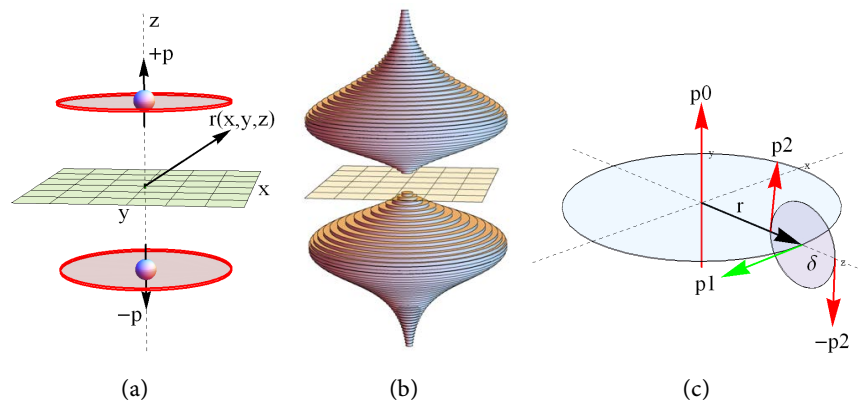 z
+p
r(x,y,z)
x
y
−p
(a)
(b)
p0
y
p2
x
r
p1
δ
z
−p2
(c)